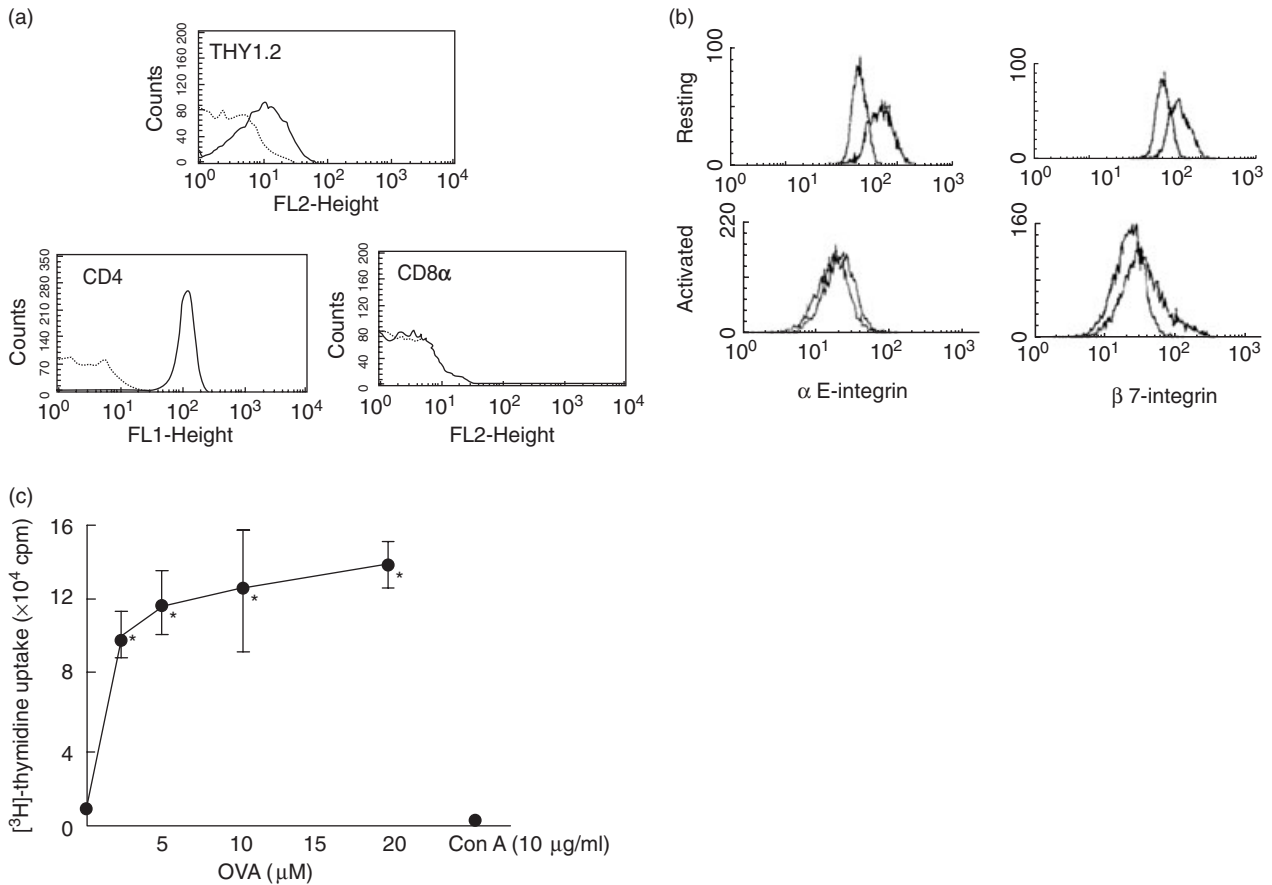 (a)
THY1.2
Counts
0 40 80 120 160 200
10⁰ 10¹ 10² 10³ 10⁴
FL2-Height
CD4
Counts
0 70 140 210 280 350
10⁰ 10¹ 10² 10³ 10⁴
FL1-Height
CD8α
Counts
0 40 80 120 160 200
10⁰ 10¹ 10² 10³ 10⁴
FL2-Height
(b)
Resting
100
0
10⁰ 10¹ 10² 10³
100
0
10⁰ 10¹ 10² 10³
Activated
220
0
10⁰ 10¹ 10² 10³
α E-integrin
160
0
10⁰ 10¹ 10² 10³
β 7-integrin
(c)
[³H]-thymidine uptake (×10⁴ cpm)
16
12
8
4
0
* * * *
5 10 15 20 Con A (10 μg/ml)
OVA (μM)